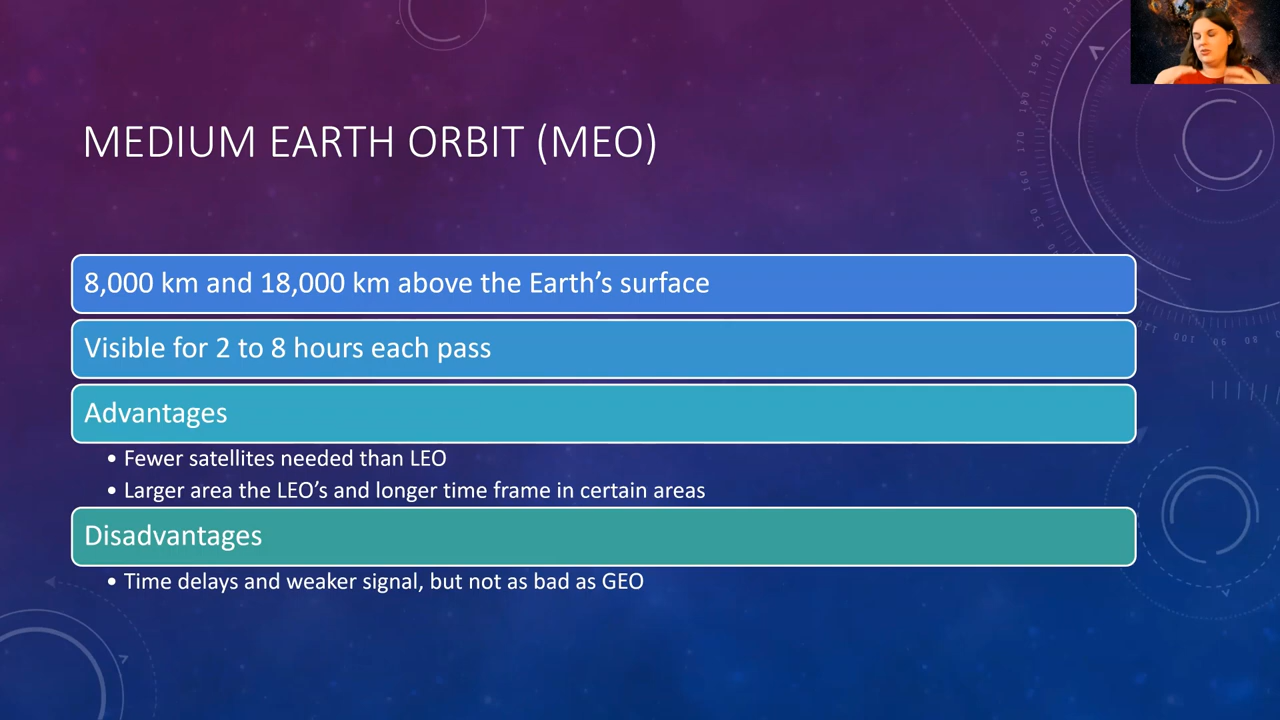 MEDIUM EARTH ORBIT (MEO)
8,000 km and 18,000 km above the Earth's surface
Visible for 2 to 8 hours each pass
Advantages
• Fewer satellites needed than LEO
• Larger area the LEO's and longer time frame in certain areas
Disadvantages
• Time delays and weaker signal, but not as bad as GEO